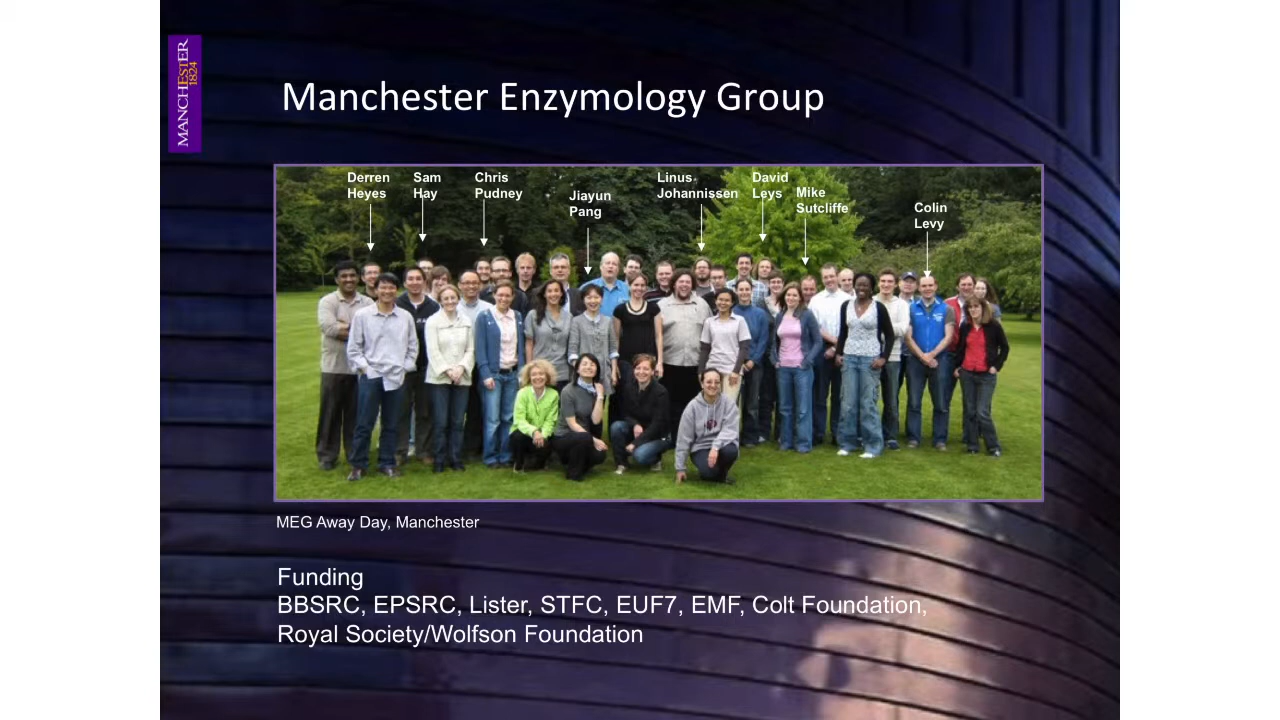 MANCHESTER
1824
Manchester Enzymology Group
Derren
Heyes
Sam
Hay
Chris
Pudney
Jiayun
Pang
Linus
Johannissen
David
Leys
Mike
Sutcliffe
Colin
Levy
MEG Away Day, Manchester
Funding
BBSRC, EPSRC, Lister, STFC, EUF7, EMF, Colt Foundation,
Royal Society/Wolfson Foundation